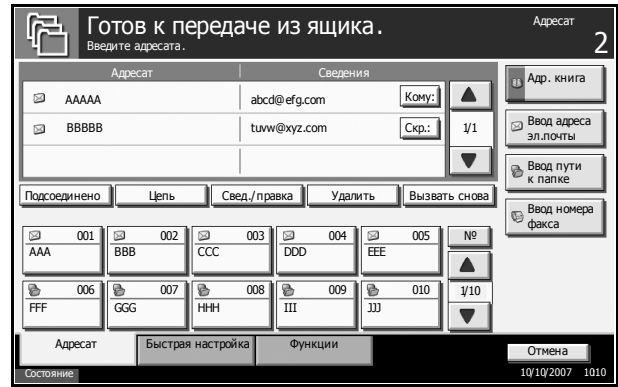 Готов к передаче из ящика.
Введите адресата.
Адресат
2
Адресат Сведения
AAAAA abcd@efg.com Кому:
BBBBB tuvw@xyz.com Скр.:
1/1
Адр. книга
Ввод адреса
эл.почты
Ввод пути
к папке
Ввод номера
факса
Подсоединено Цепь Свед./правка Удалить Вызвать снова
001 002 003 004 005 №
AAA BBB CCC DDD EEE
006 007 008 009 010 1/10
FFF GGG HHH III JJJ
Адресат Быстрая настройка Функции
Отмена
Состояние 10/10/2007 1010